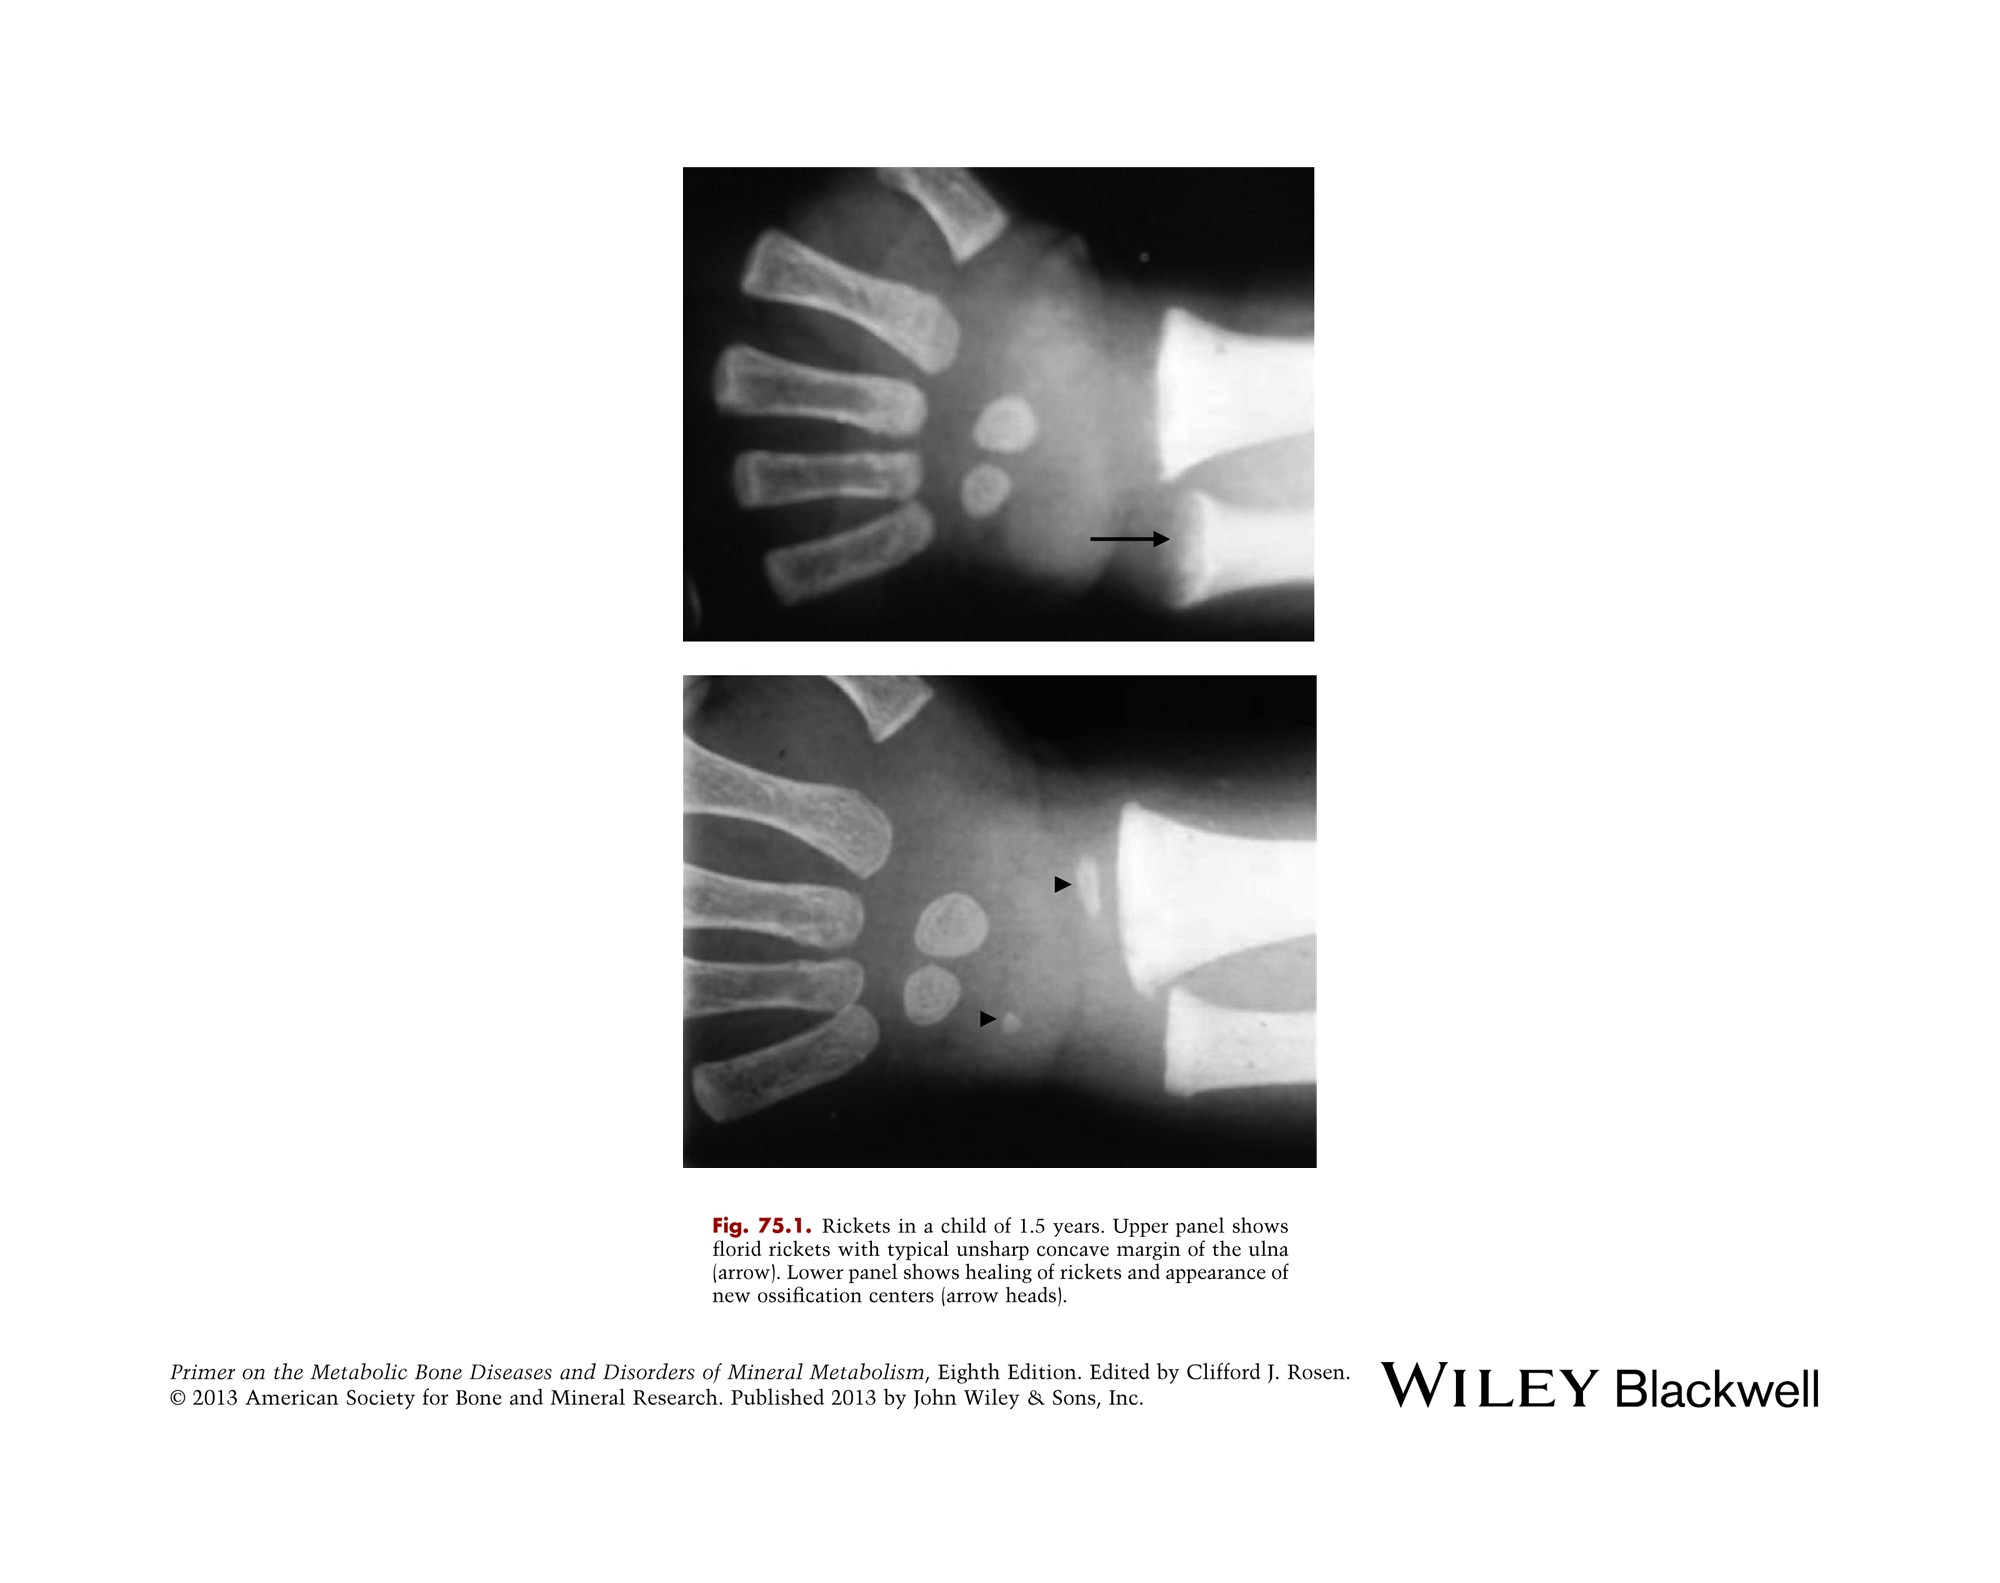 Fig. 75.1. Rickets in a child of 1.5 years. Upper panel shows
florid rickets with typical unsharp concave margin of the ulna
(arrow). Lower panel shows healing of rickets and appearance of
new ossification centers (arrow heads).
Primer on the Metabolic Bone Diseases and Disorders of Mineral Metabolism, Eighth Edition. Edited by Clifford J. Rosen.
© 2013 American Society for Bone and Mineral Research. Published 2013 by John Wiley & Sons, Inc.
WILEY Blackwell